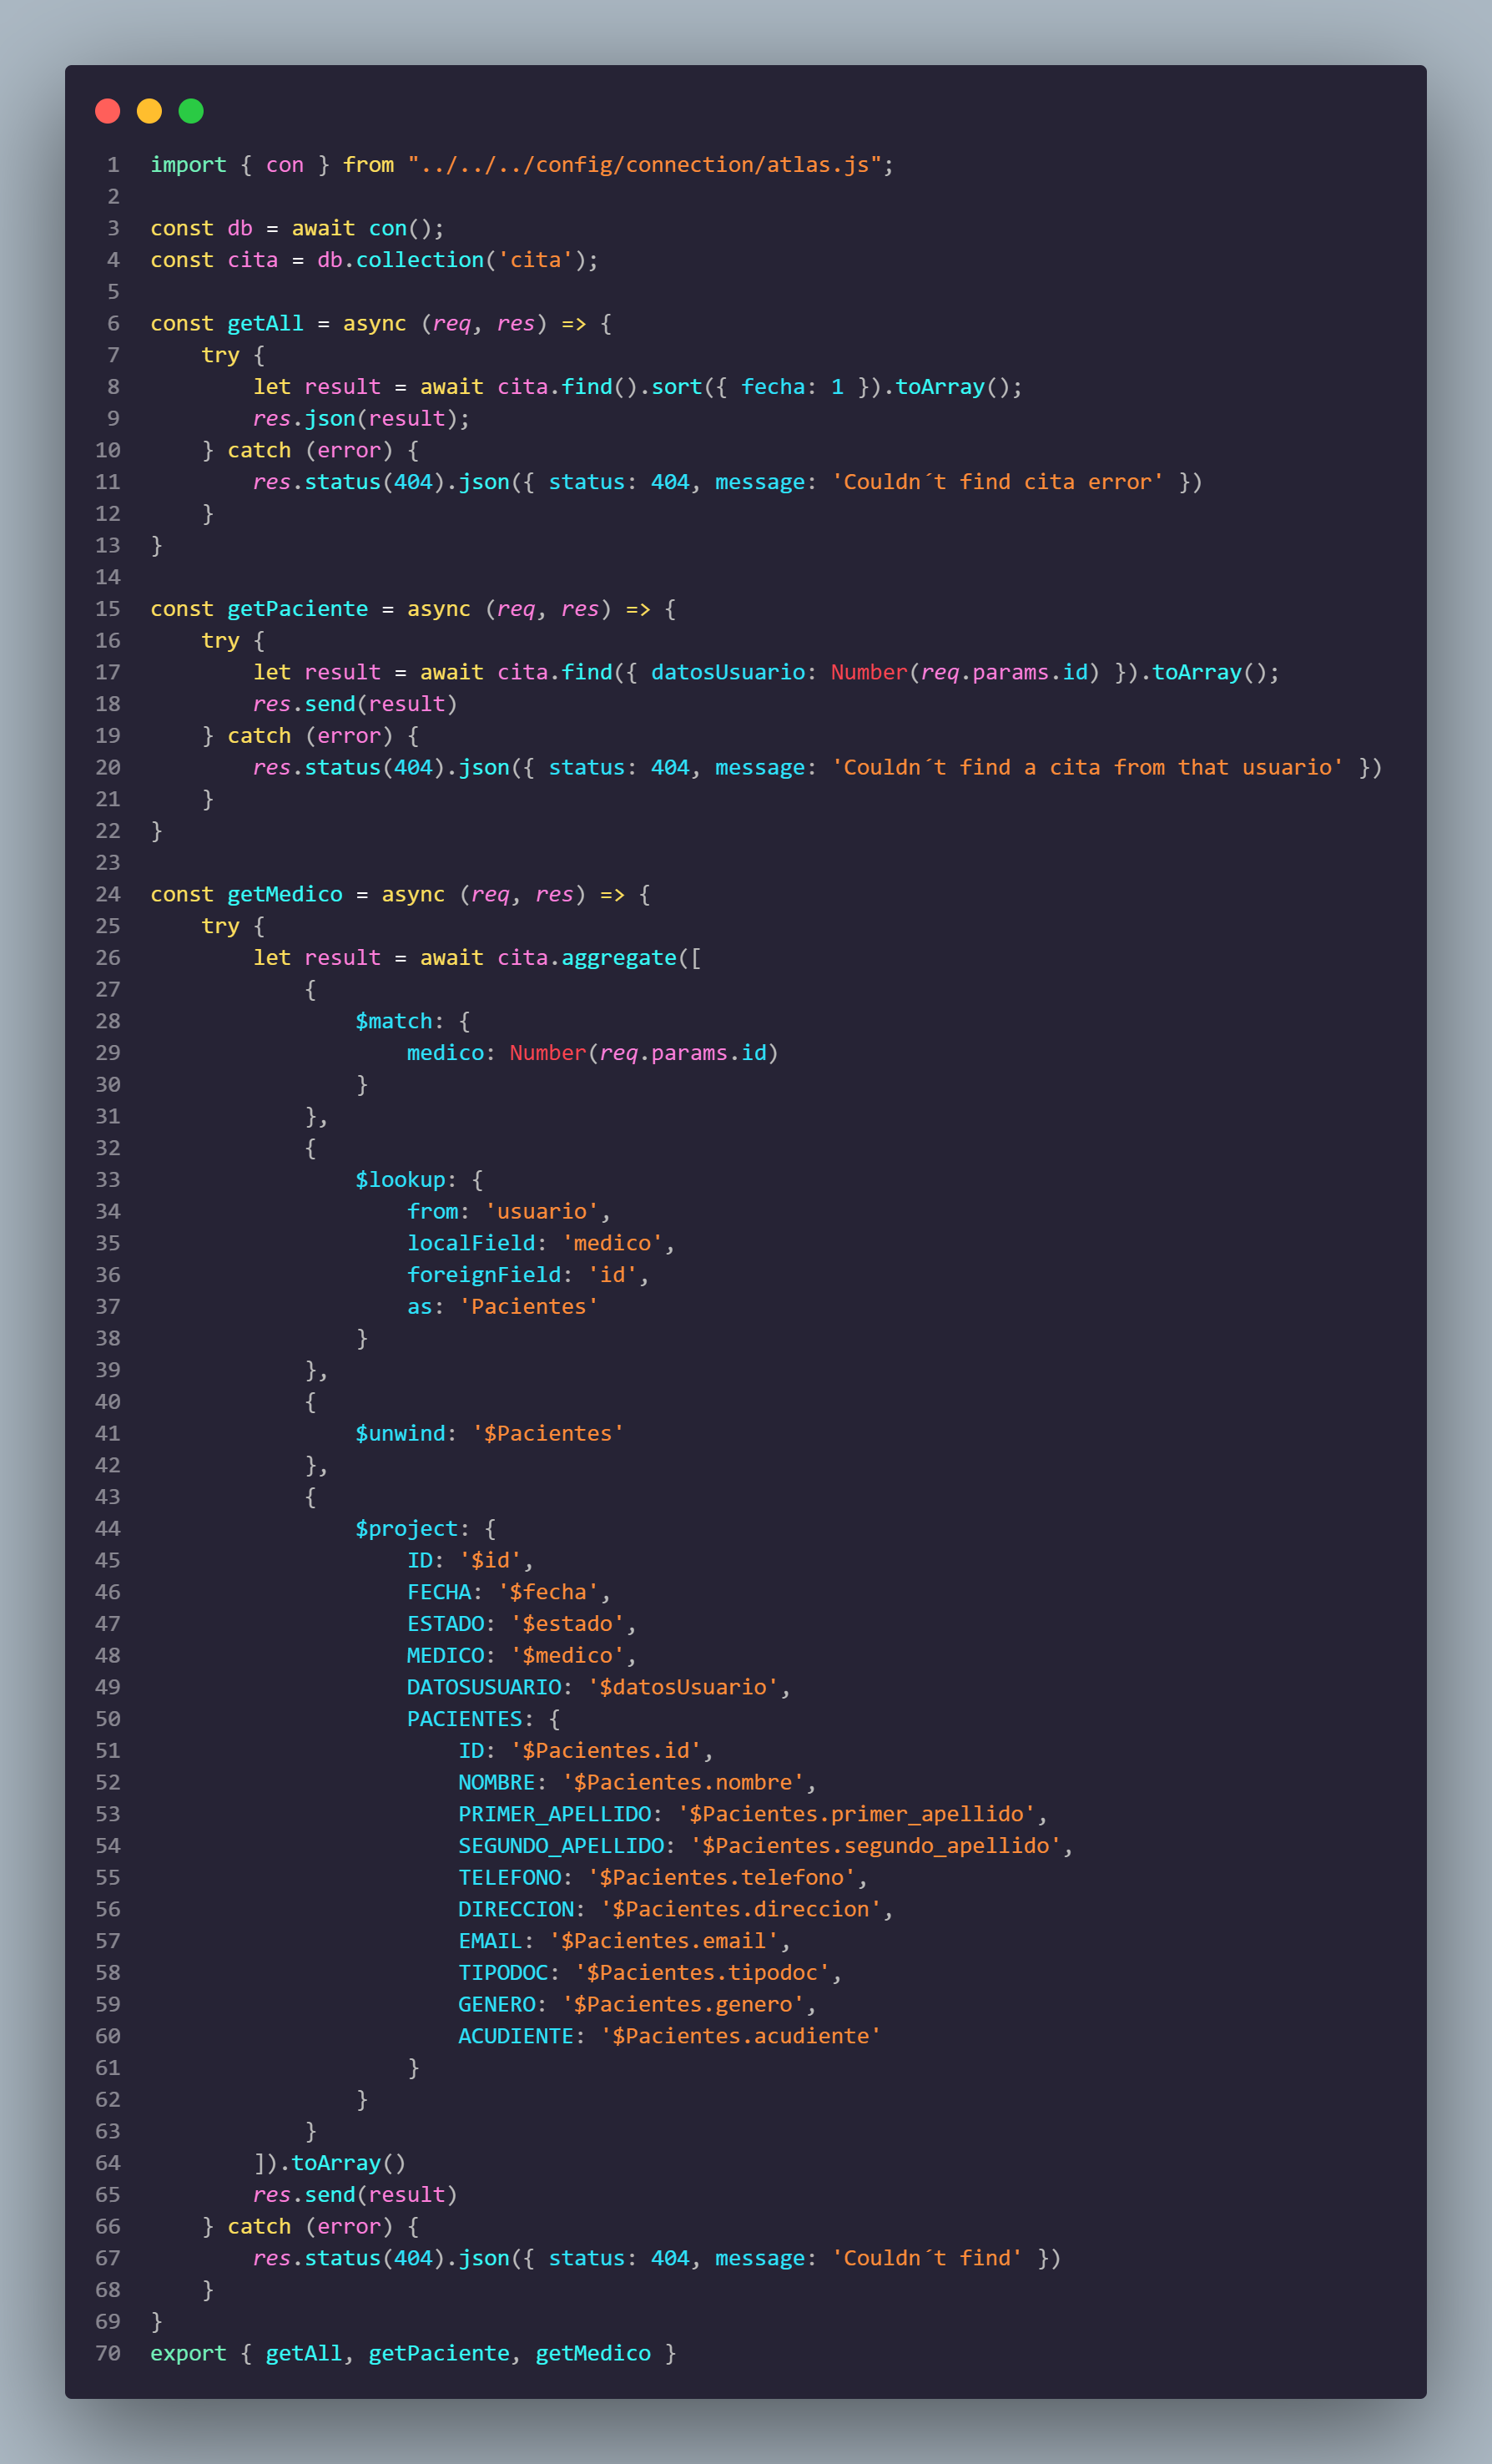 1 import { con } from "../../../config/connection/atlas.js";
2
3 const db = await con();
4 const cita = db.collection('cita');
5
6 const getAll = async (req, res) => {
7     try {
8         let result = await cita.find().sort({ fecha: 1 }).toArray();
9         res.json(result);
10     } catch (error) {
11         res.status(404).json({ status: 404, message: 'Couldn´t find cita error' })
12     }
13 }
14
15 const getPaciente = async (req, res) => {
16     try {
17         let result = await cita.find({ datosUsuario: Number(req.params.id) }).toArray();
18         res.send(result)
19     } catch (error) {
20         res.status(404).json({ status: 404, message: 'Couldn´t find a cita from that usuario' })
21     }
22 }
23
24 const getMedico = async (req, res) => {
25     try {
26         let result = await cita.aggregate([
27             {
28                 $match: {
29                     medico: Number(req.params.id)
30                 }
31             },
32             {
33                 $lookup: {
34                     from: 'usuario',
35                     localField: 'medico',
36                     foreignField: 'id',
37                     as: 'Pacientes'
38                 }
39             },
40             {
41                 $unwind: '$Pacientes'
42             },
43             {
44                 $project: {
45                     ID: '$id',
46                     FECHA: '$fecha',
47                     ESTADO: '$estado',
48                     MEDICO: '$medico',
49                     DATOSUSUARIO: '$datosUsuario',
50                     PACIENTES: {
51                         ID: '$Pacientes.id',
52                         NOMBRE: '$Pacientes.nombre',
53                         PRIMER_APELLIDO: '$Pacientes.primer_apellido',
54                         SEGUNDO_APELLIDO: '$Pacientes.segundo_apellido',
55                         TELEFONO: '$Pacientes.telefono',
56                         DIRECCION: '$Pacientes.direccion',
57                         EMAIL: '$Pacientes.email',
58                         TIPODOC: '$Pacientes.tipodoc',
59                         GENERO: '$Pacientes.genero',
60                         ACUDIENTE: '$Pacientes.acudiente'
61                     }
62                 }
63             }
64         ]).toArray()
65         res.send(result)
66     } catch (error) {
67         res.status(404).json({ status: 404, message: 'Couldn´t find' })
68     }
69 }
70 export { getAll, getPaciente, getMedico }